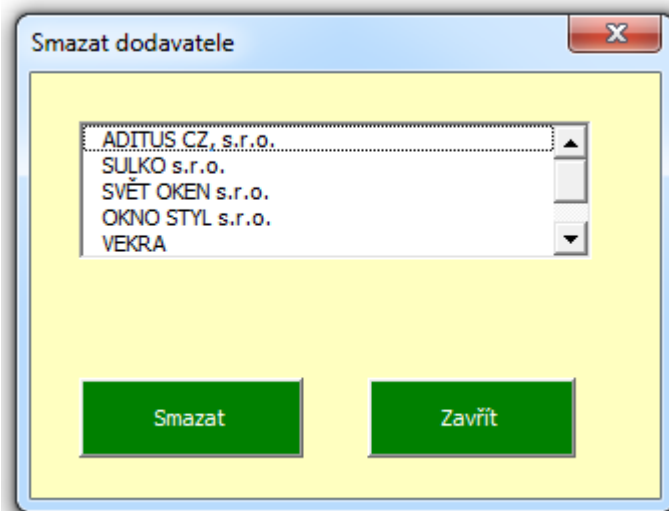 Smazat dodavatele
ADITUS CZ, s.r.o.
SULKO s.r.o.
SVĚT OKEN s.r.o.
OKNO STYL s.r.o.
VEKRA
Smazat
Zavřít